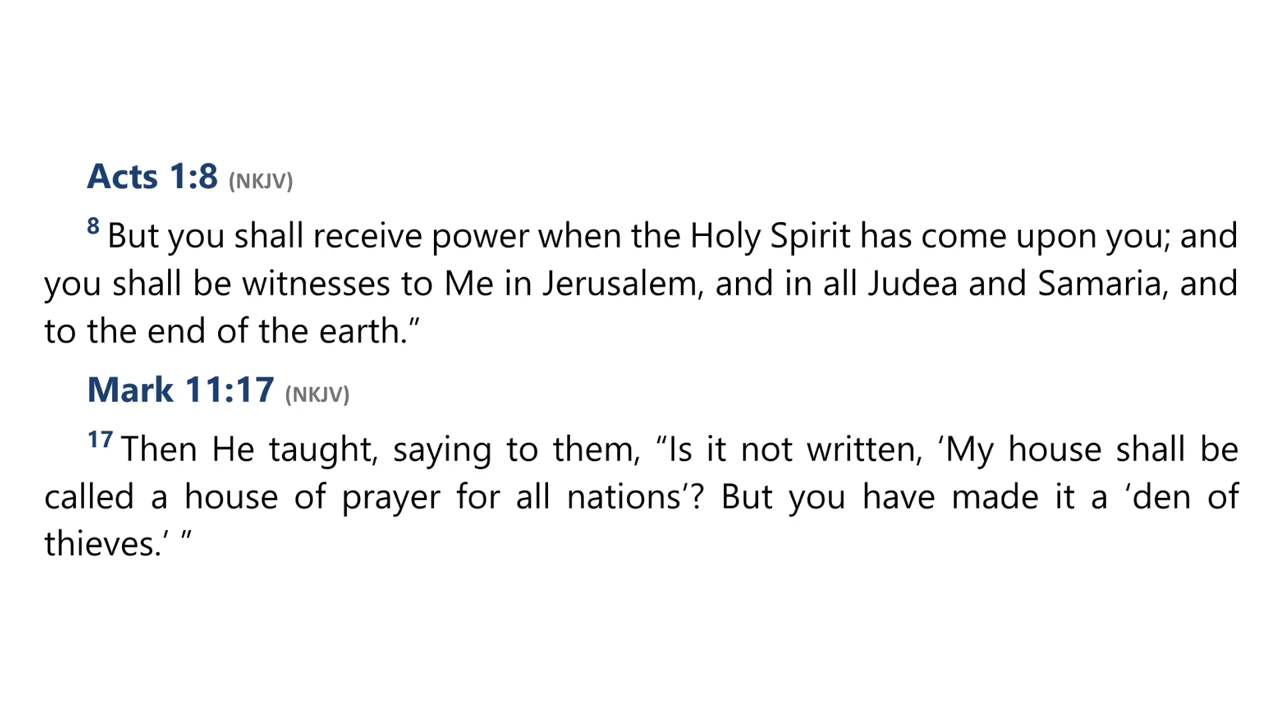 Acts 1:8 (NKJV)
8 But you shall receive power when the Holy Spirit has come upon you; and
you shall be witnesses to Me in Jerusalem, and in all Judea and Samaria, and
to the end of the earth.”
Mark 11:17 (NKJV)
17 Then He taught, saying to them, “Is it not written, ‘My house shall be
called a house of prayer for all nations’? But you have made it a ‘den of
thieves.’ ”